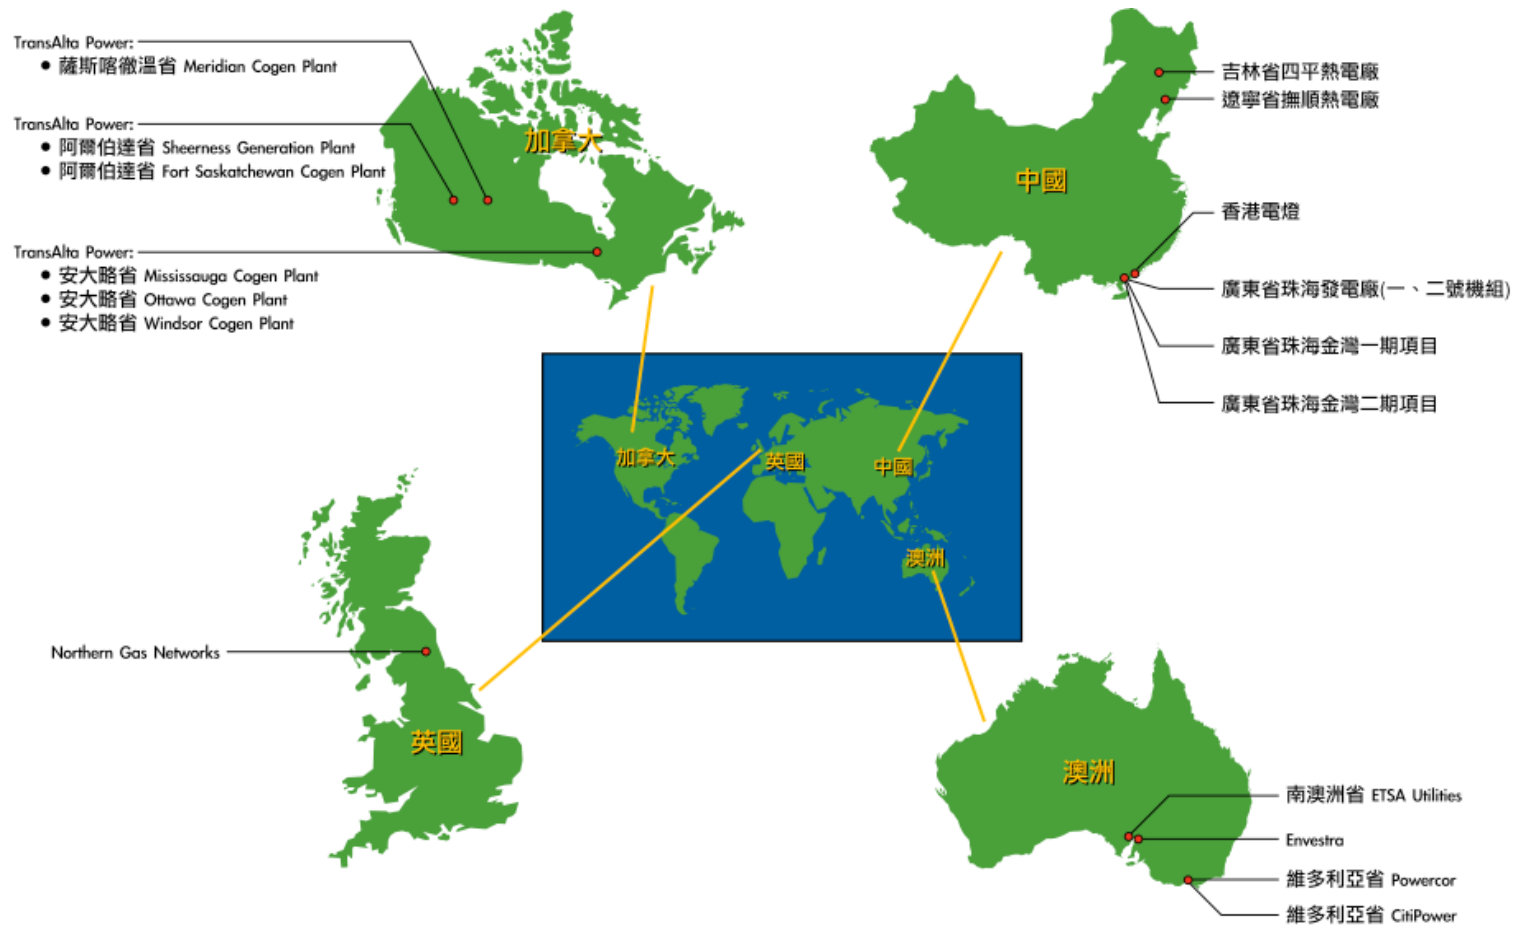 TransAlta Power:
● 薩斯喀徹溫省 Meridian Cogen Plant
TransAlta Power:
● 阿爾伯達省 Sheerness Generation Plant
● 阿爾伯達省 Fort Saskatchewan Cogen Plant
TransAlta Power:
● 安大略省 Mississauga Cogen Plant
● 安大略省 Ottawa Cogen Plant
● 安大略省 Windsor Cogen Plant
加拿大
中國
吉林省四平熱電廠
遼寧省撫順熱電廠
香港電燈
廣東省珠海發電廠(一、二號機組)
廣東省珠海金灣一期項目
廣東省珠海金灣二期項目
加拿大
英國
中國
澳洲
Northern Gas Networks
英國
澳洲
南澳洲省 ETSA Utilities
Envestra
維多利亞省 Powercor
維多利亞省 CitiPower